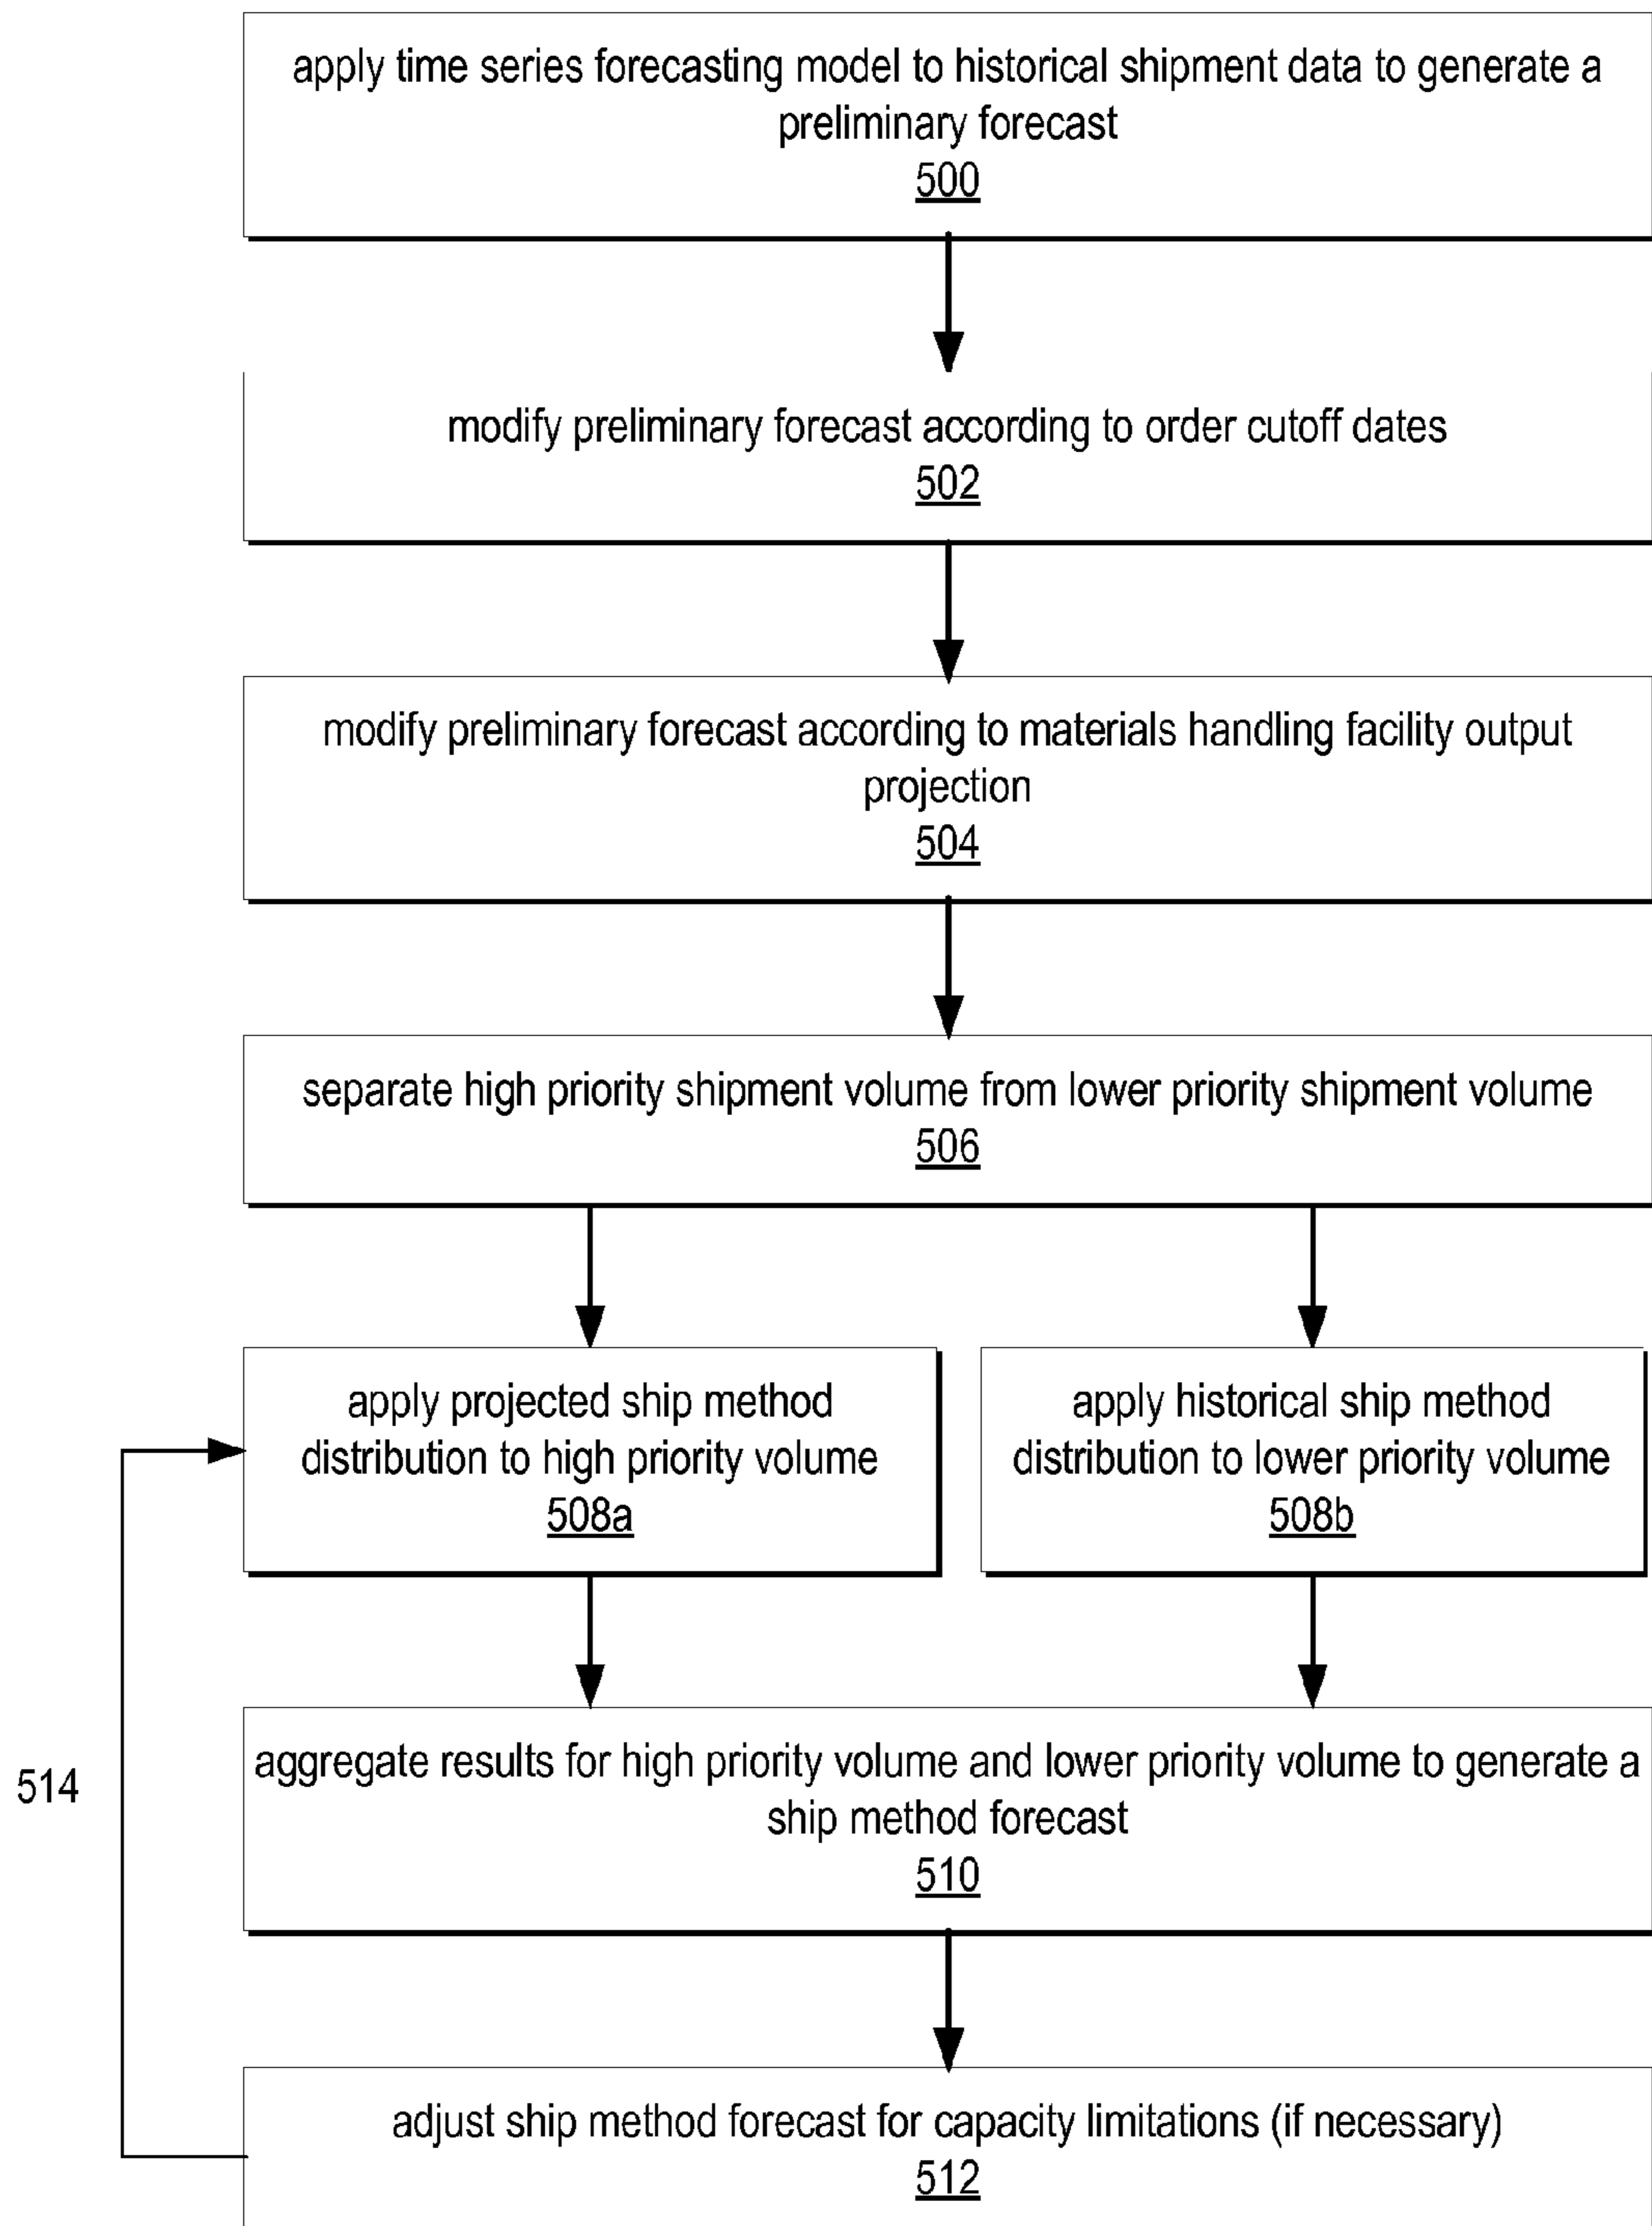 apply time series forecasting model to historical shipment data to generate a
preliminary forecast
500
modify preliminary forecast according to order cutoff dates
502
modify preliminary forecast according to materials handling facility output
projection
504
separate high priority shipment volume from lower priority shipment volume
506
apply projected ship method
distribution to high priority volume
508a
apply historical ship method
distribution to lower priority volume
508b
aggregate results for high priority volume and lower priority volume to generate a
ship method forecast
510
514
adjust ship method forecast for capacity limitations (if necessary)
512